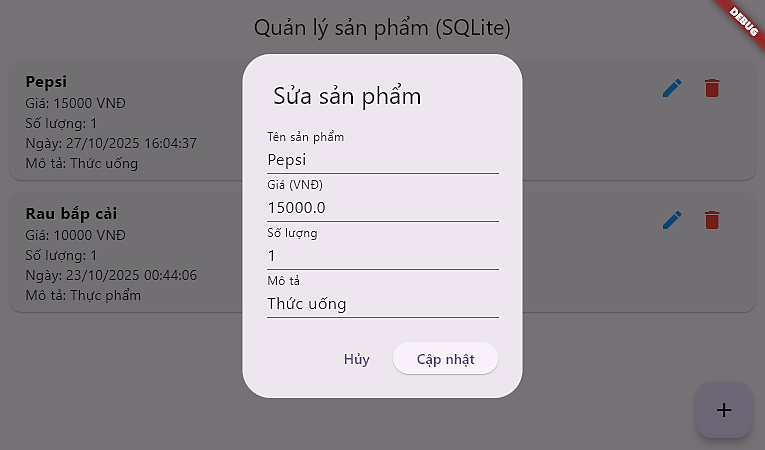 Quản lý sản phẩm (SQLite)
DEBUG
Pepsi
Giá: 15000 VNĐ
Số lượng: 1
Ngày: 27/10/2025 16:04:37
Mô tả: Thức uống
Rau bắp cải
Giá: 10000 VNĐ
Số lượng: 1
Ngày: 23/10/2025 00:44:06
Mô tả: Thực phẩm
Sửa sản phẩm
Tên sản phẩm
Pepsi
Giá (VNĐ)
15000.0
Số lượng
1
Mô tả
Thức uống
Hủy
Cập nhật